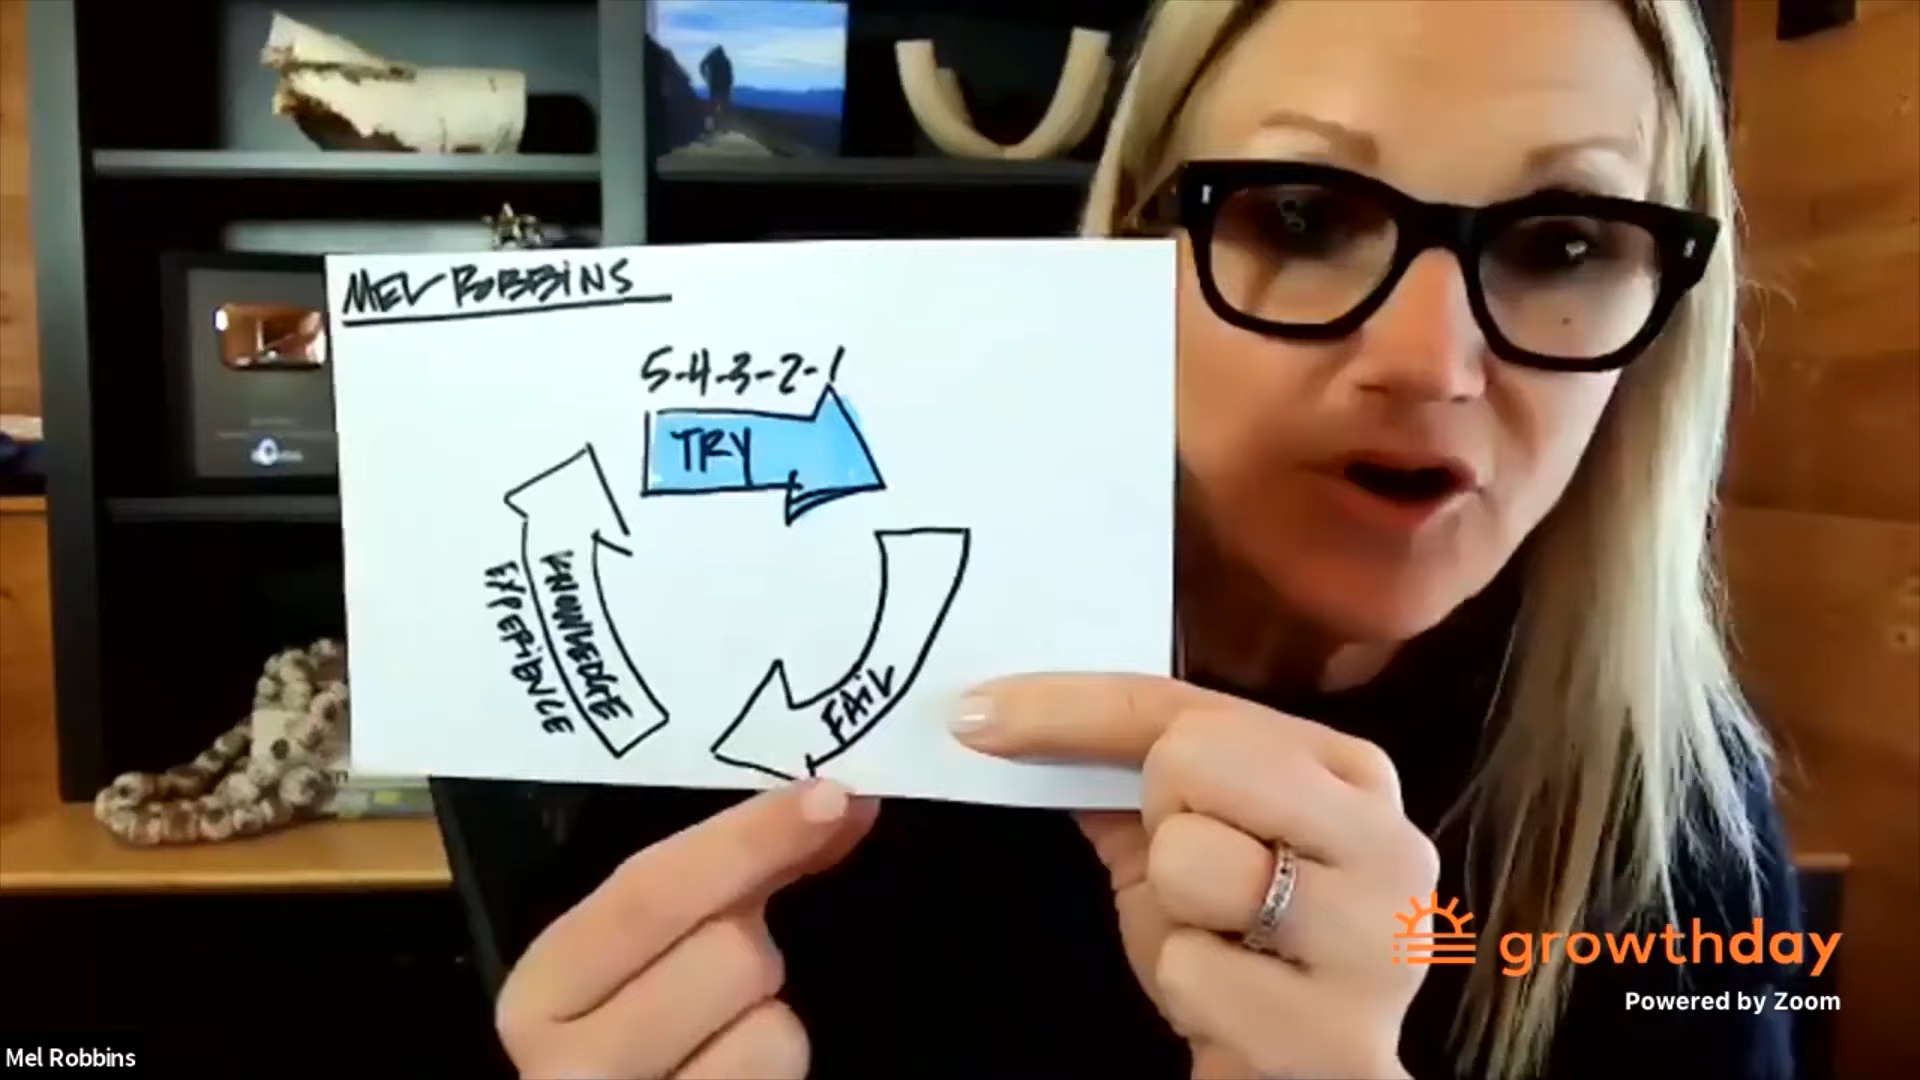 MEL ROBBINS
5-4-3-2-1
TRY
FAIL
KNOWLEDGE
EXPERIENCE
growthday
Powered by Zoom
Mel Robbins